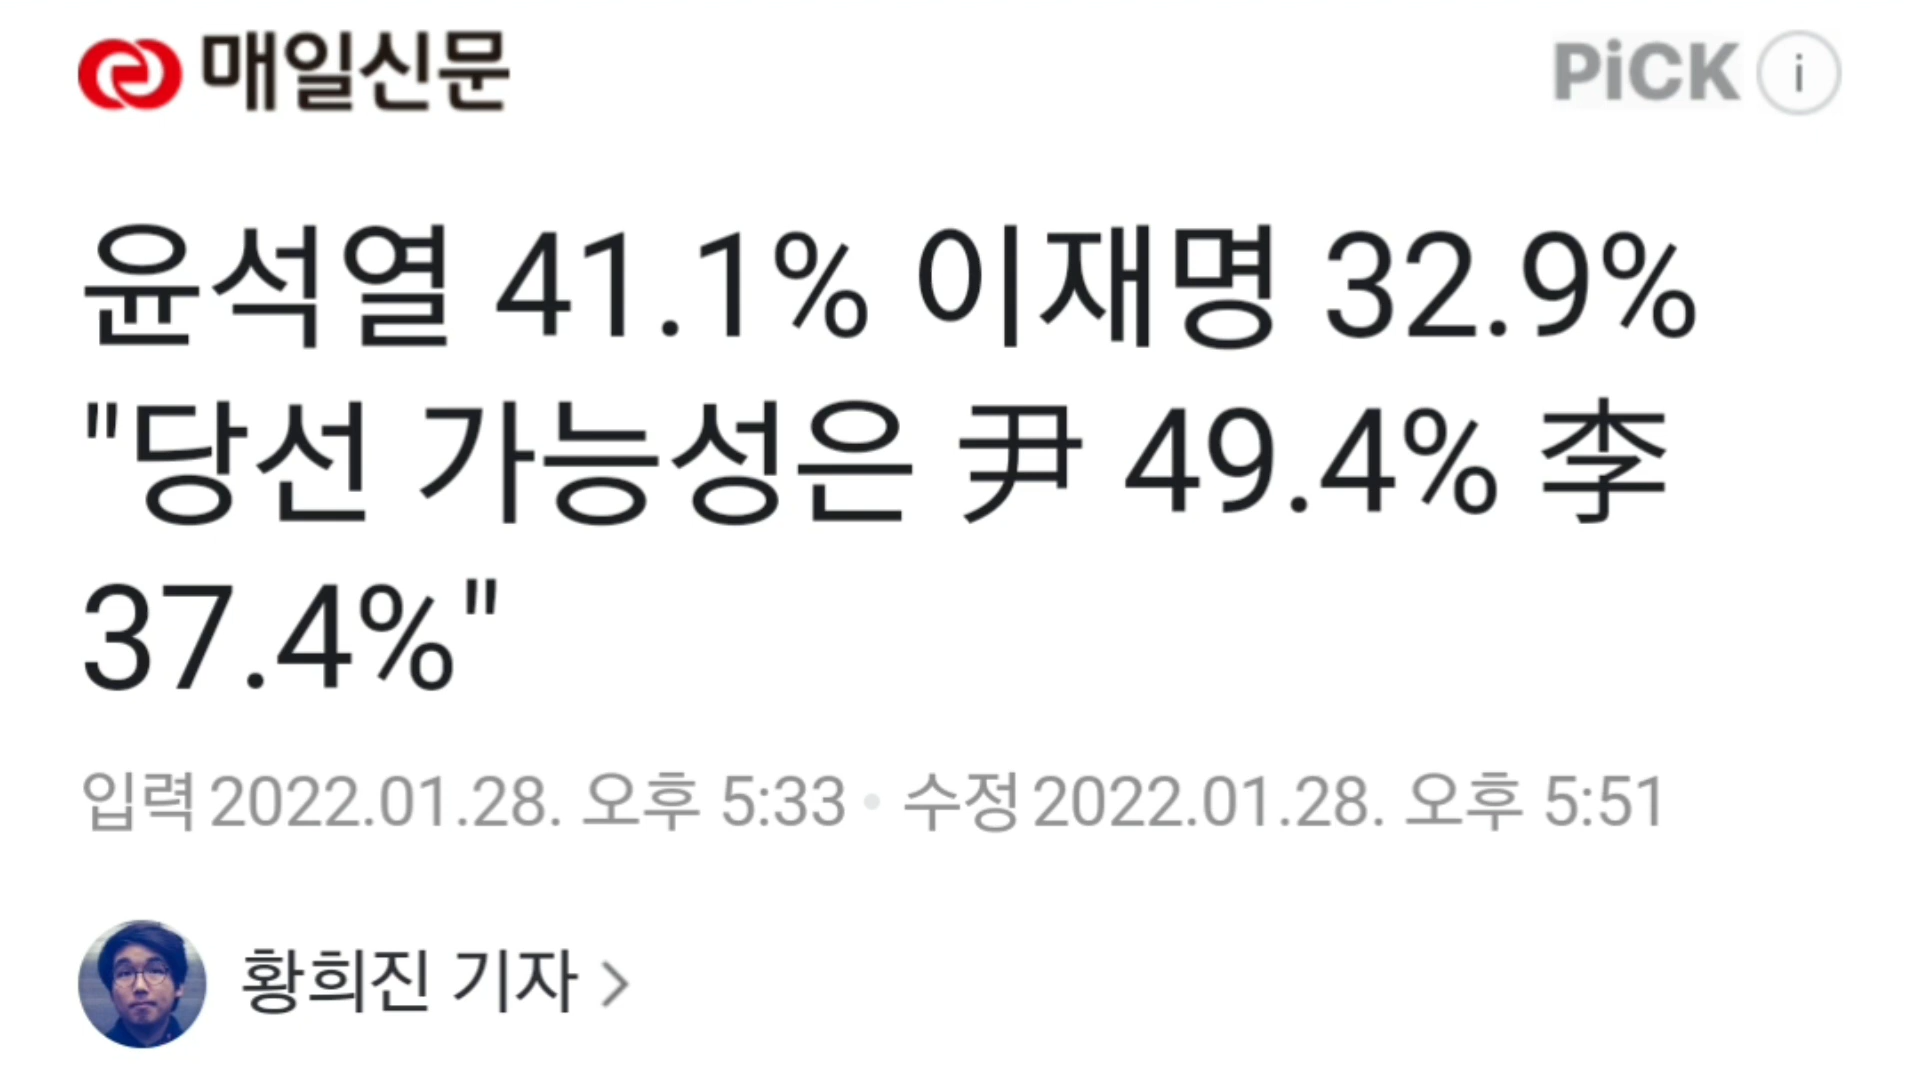 매일신문
PiCK i
윤석열 41.1% 이재명 32.9%
"당선 가능성은 尹 49.4% 李
37.4%"
입력 2022.01.28. 오후 5:33 · 수정 2022.01.28. 오후 5:51
황희진 기자 >